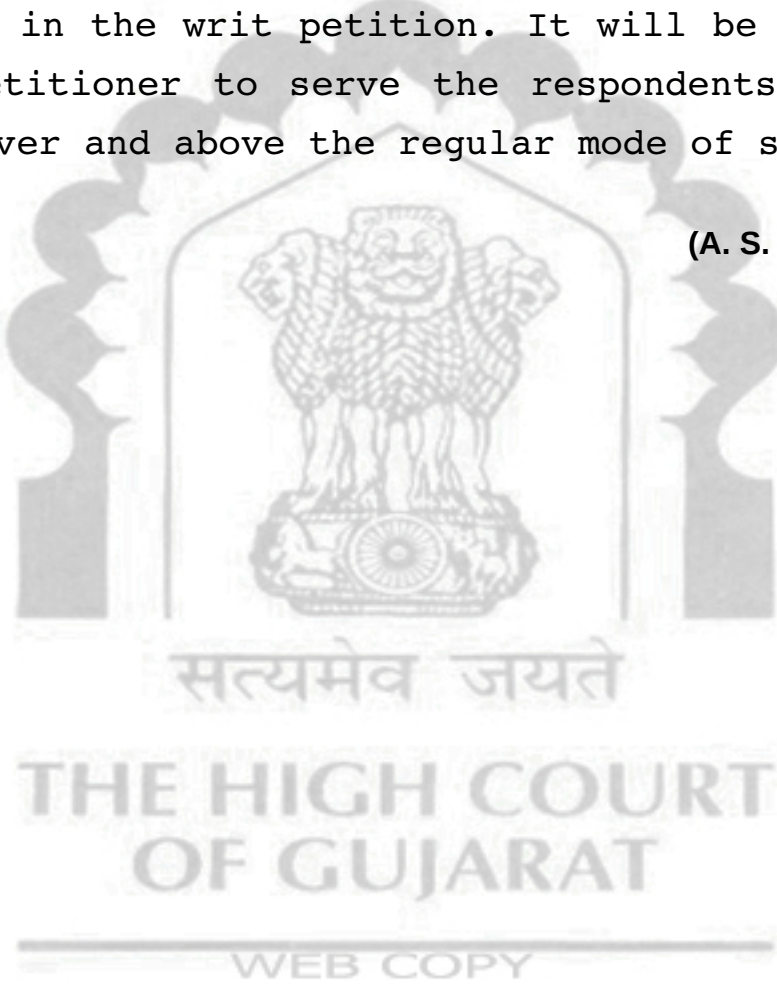 in the writ petition. It will be
etitioner to serve the respondents
ver and above the regular mode of s
(A. S.
सत्यमेव जयते
THE HIGH COURT
OF GUJARAT
WEB COPY